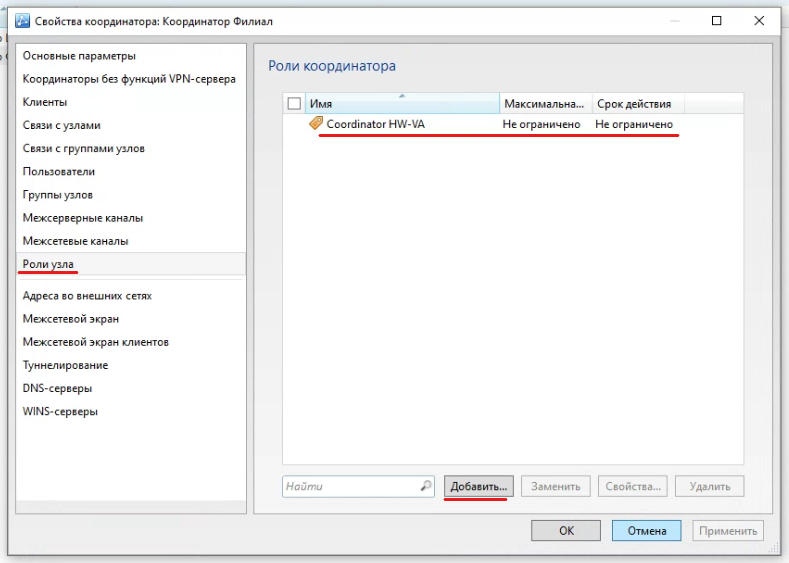 Свойства координатора: Координатор Филиал
Основные параметры
Координаторы без функций VPN-сервера
Клиенты
Связи с узлами
Связи с группами узлов
Пользователи
Группы узлов
Межсерверные каналы
Межсетевые каналы
Роли узла
Адреса во внешних сетях
Межсетевой экран
Межсетевой экран клиентов
Туннелирование
DNS-серверы
WINS-серверы
Роли координатора
Имя Максимальна... Срок действия
Coordinator HW-VA Не ограничено Не ограничено
Найти Добавить... Заменить Свойства... Удалить
OK Отмена Применить